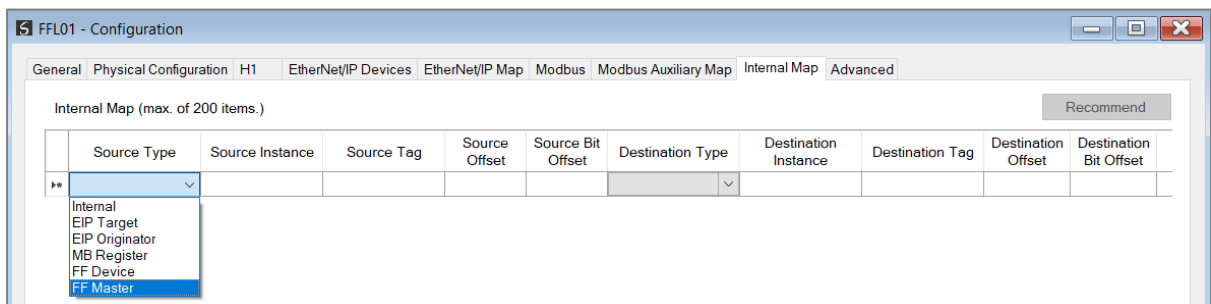 FFL01 - Configuration
General Physical Configuration H1 EtherNet/IP Devices EtherNet/IP Map Modbus Modbus Auxiliary Map Internal Map Advanced
Internal Map (max. of 200 items.)
Recommend
Source Type Source Instance Source Tag Source Offset Source Bit Offset Destination Type Destination Instance Destination Tag Destination Offset Destination Bit Offset
Internal
EIP Target
EIP Originator
MB Register
FF Device
FF Master